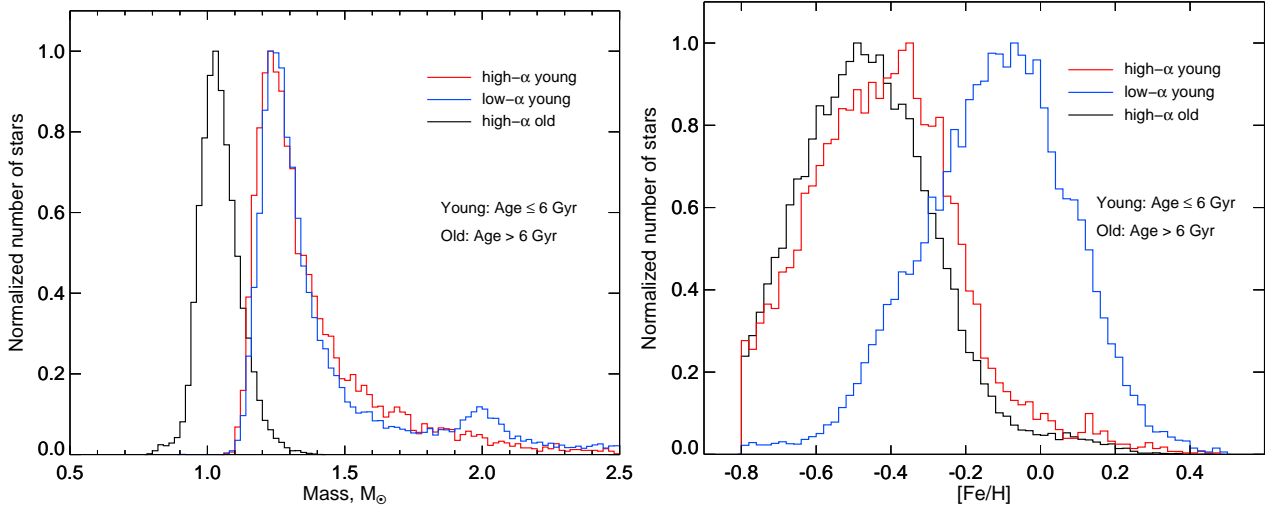 Normalized number of stars
1.0
0.8
0.6
0.4
0.2
0.0
high-α young
low-α young
high-α old
Young: Age ≤ 6 Gyr
Old: Age > 6 Gyr
0.5 1.0 1.5 2.0 2.5
Mass, M☉
Normalized number of stars
1.0
0.8
0.6
0.4
0.2
0.0
high-α young
low-α young
high-α old
Young: Age ≤ 6 Gyr
Old: Age > 6 Gyr
-0.8 -0.6 -0.4 -0.2 0.0 0.2 0.4
[Fe/H]